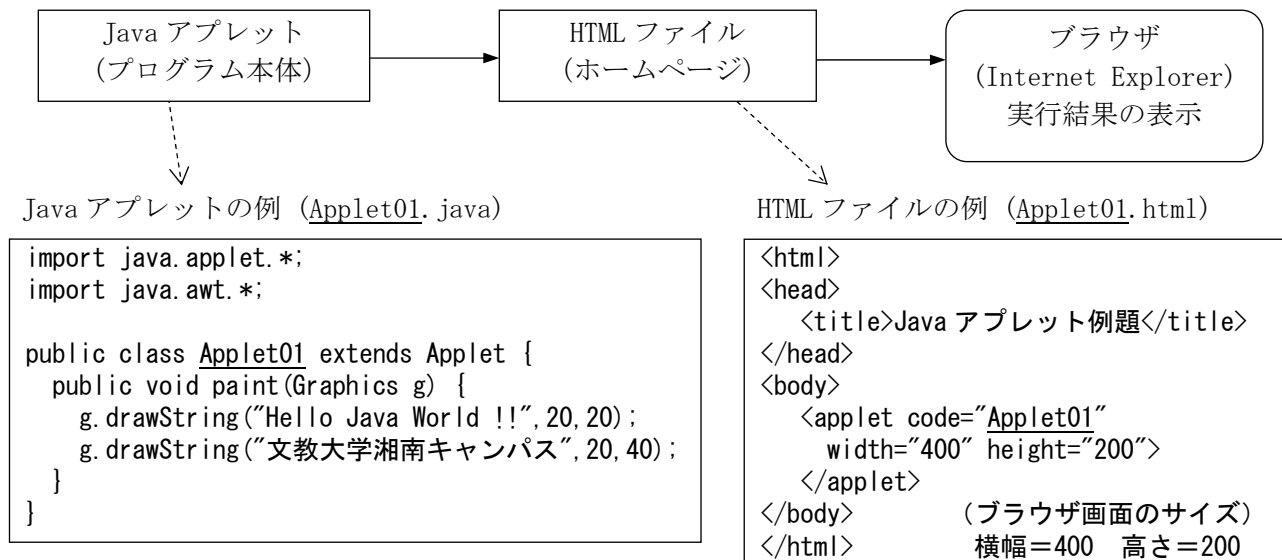 Java アプレット
(プログラム本体)
HTML ファイル
(ホームページ)
ブラウザ
(Internet Explorer)
実行結果の表示
Java アプレットの例 (Applet01.java)
import java.applet.*;
import java.awt.*;
public class Applet01 extends Applet {
public void paint(Graphics g) {
g.drawString("Hello Java World !!",20,20);
g.drawString("文教大学湘南キャンパス",20,40);
}
}
HTML ファイルの例 (Applet01.html)
<html>
<head>
<title>Java アプレット例題</title>
</head>
<body>
<applet code="Applet01"
width="400" height="200">
</applet>
</body> (ブラウザ画面のサイズ)
</html> 横幅＝400 高さ＝200